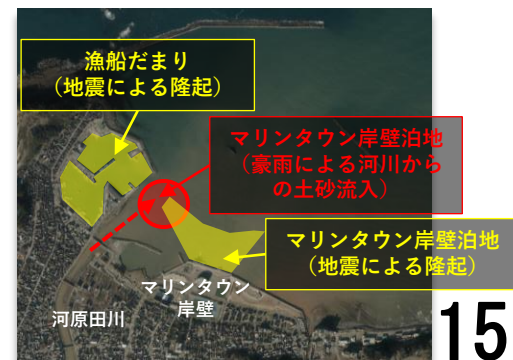 漁船だまり
（地震による隆起）
マリンタウン岸壁泊地
（豪雨による河川から
の土砂流入）
マリンタウン岸壁泊地
（地震による隆起）
マリンタウン
岸壁
河原田川
15